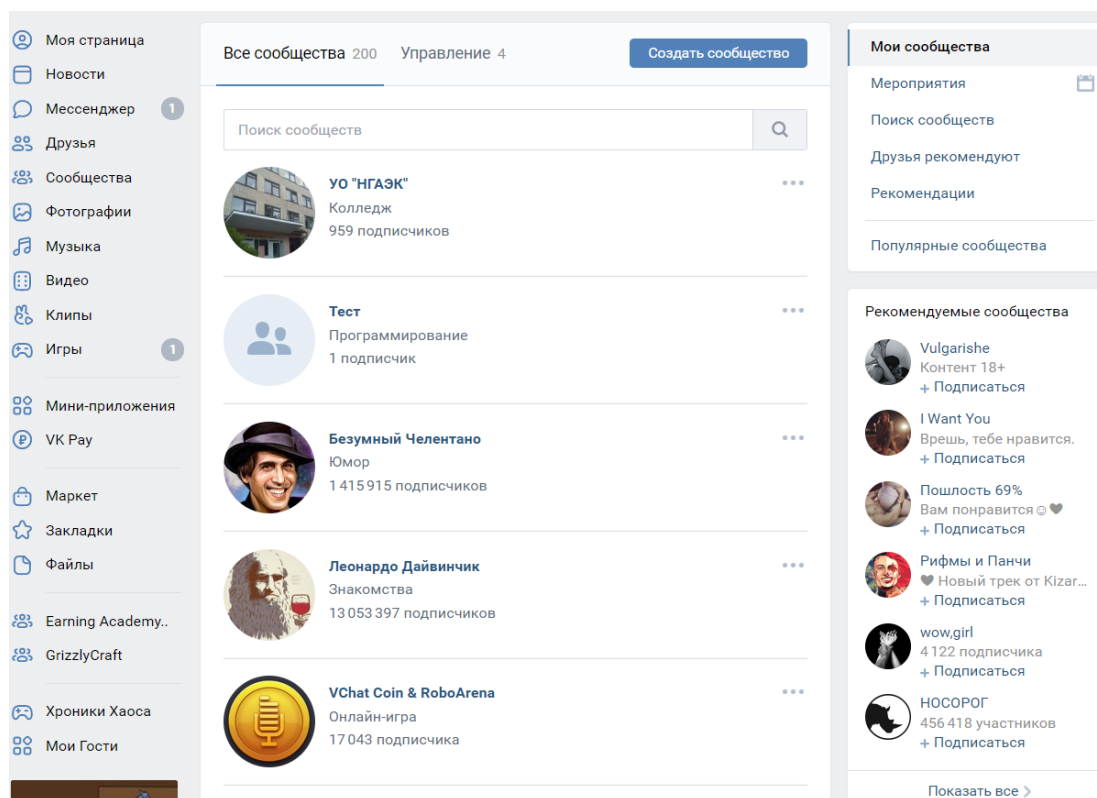 Моя страница
Новости
Мессенджер 1
Друзья
Сообщества
Фотографии
Музыка
Видео
Клипы
Игры 1
Мини-приложения
VK Pay
Маркет
Закладки
Файлы
Earning Academy..
GrizzlyCraft
Хроники Хаоса
Мои Гости
Все сообщества 200 Управление 4 Создать сообщество
Поиск сообществ
УО "НГАЭК"
Колледж
959 подписчиков
Тест
Программирование
1 подписчик
Безумный Челентано
Юмор
1 415 915 подписчиков
Леонардо Дайвинчик
Знакомства
13 053 397 подписчиков
VChat Coin & RoboArena
Онлайн-игра
17 043 подписчика
Мои сообщества
Мероприятия
Поиск сообществ
Друзья рекомендуют
Рекомендации
Популярные сообщества
Рекомендуемые сообщества
Vulgarishe
Контент 18+
+ Подписаться
I Want You
Врешь, тебе нравится.
+ Подписаться
Пошлость 69%
Вам понравится☺🖤
+ Подписаться
Рифмы и Панчи
🖤 Новый трек от Kizar...
+ Подписаться
wow,girl
4 122 подписчика
+ Подписаться
НОСОРОГ
456 418 участников
+ Подписаться
Показать все >